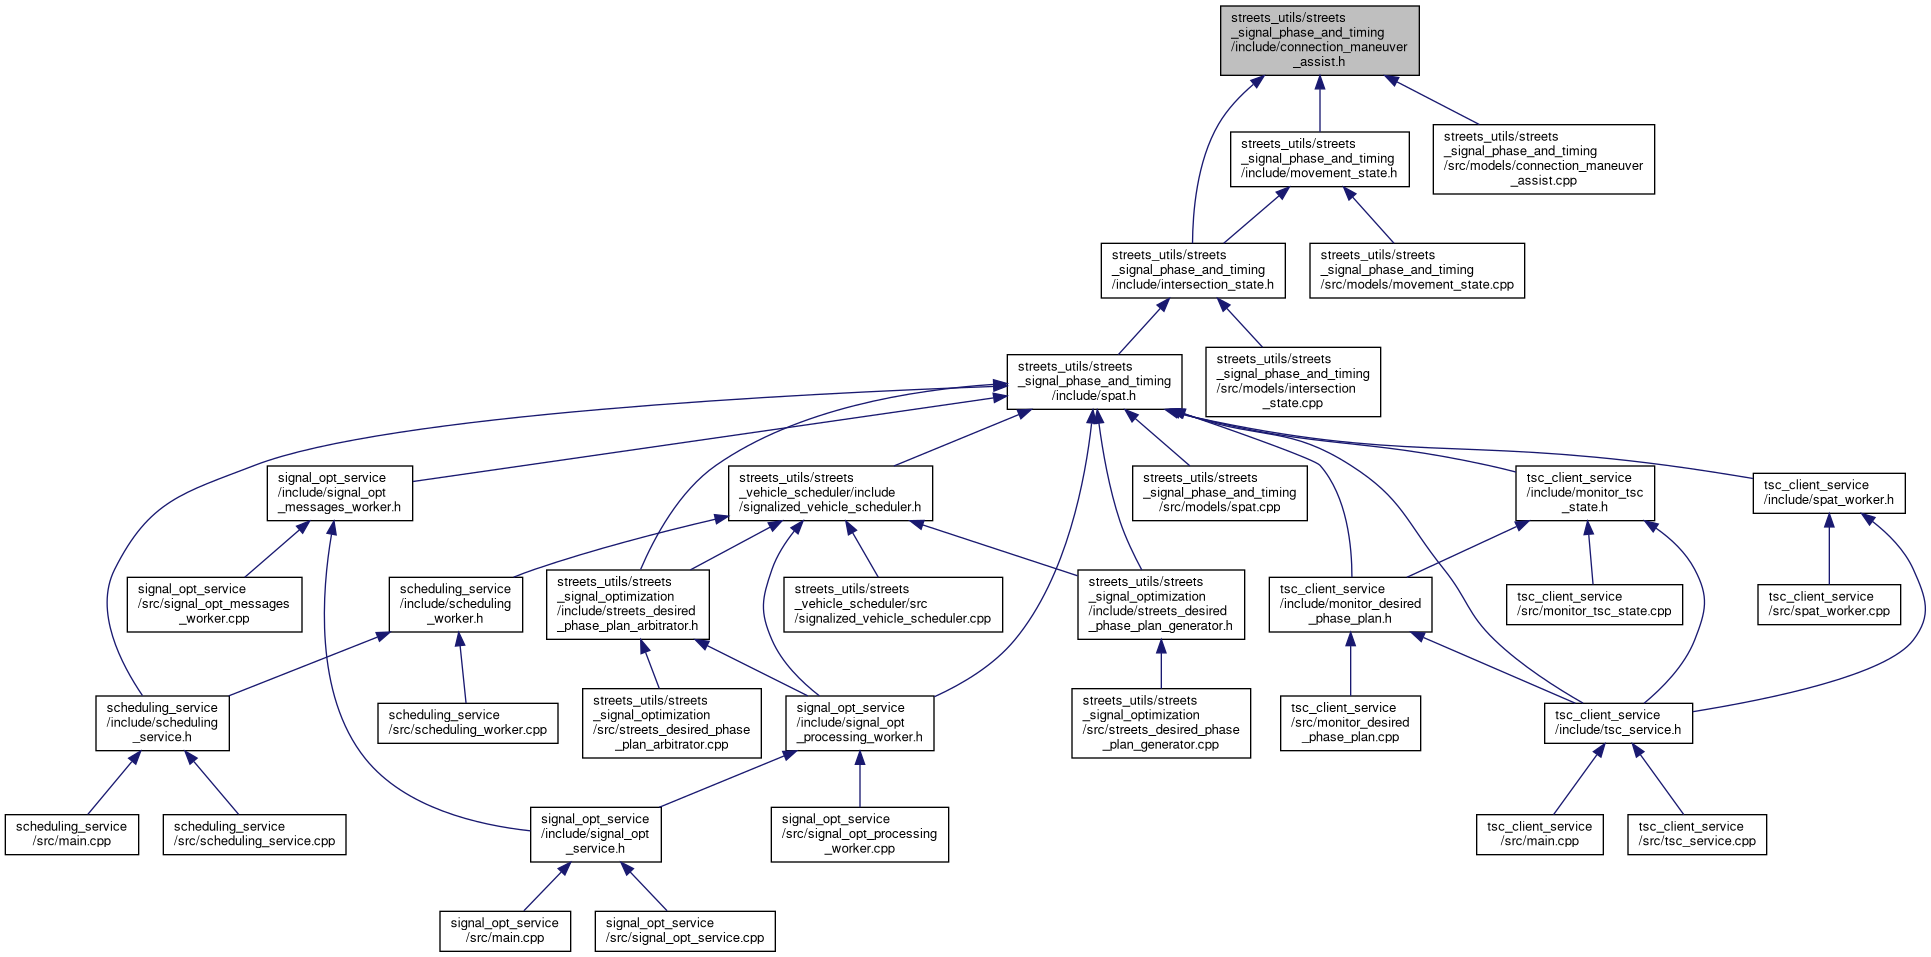 streets_utils/streets
_signal_phase_and_timing
/include/connection_maneuver
_assist.h
streets_utils/streets
_signal_phase_and_timing
/include/movement_state.h
streets_utils/streets
_signal_phase_and_timing
/src/models/connection_maneuver
_assist.cpp
streets_utils/streets
_signal_phase_and_timing
/include/intersection_state.h
streets_utils/streets
_signal_phase_and_timing
/src/models/movement_state.cpp
streets_utils/streets
_signal_phase_and_timing
/include/spat.h
streets_utils/streets
_signal_phase_and_timing
/src/models/intersection
_state.cpp
signal_opt_service
/include/signal_opt
_messages_worker.h
streets_utils/streets
_vehicle_scheduler/include
/signalized_vehicle_scheduler.h
streets_utils/streets
_signal_phase_and_timing
/src/models/spat.cpp
tsc_client_service
/include/monitor_tsc
_state.h
tsc_client_service
/include/spat_worker.h
signal_opt_service
/src/signal_opt_messages
_worker.cpp
scheduling_service
/include/scheduling
_worker.h
streets_utils/streets
_signal_optimization
/include/streets_desired
_phase_plan_arbitrator.h
streets_utils/streets
_vehicle_scheduler/src
/signalized_vehicle_scheduler.cpp
streets_utils/streets
_signal_optimization
/include/streets_desired
_phase_plan_generator.h
tsc_client_service
/include/monitor_desired
_phase_plan.h
tsc_client_service
/src/monitor_tsc_state.cpp
tsc_client_service
/src/spat_worker.cpp
scheduling_service
/include/scheduling
_service.h
scheduling_service
/src/scheduling_worker.cpp
streets_utils/streets
_signal_optimization
/src/streets_desired_phase
_plan_arbitrator.cpp
signal_opt_service
/include/signal_opt
_processing_worker.h
streets_utils/streets
_signal_optimization
/src/streets_desired_phase
_plan_generator.cpp
tsc_client_service
/src/monitor_desired
_phase_plan.cpp
tsc_client_service
/include/tsc_service.h
scheduling_service
/src/main.cpp
scheduling_service
/src/scheduling_service.cpp
signal_opt_service
/include/signal_opt
_service.h
signal_opt_service
/src/signal_opt_processing
_worker.cpp
tsc_client_service
/src/main.cpp
tsc_client_service
/src/tsc_service.cpp
signal_opt_service
/src/main.cpp
signal_opt_service
/src/signal_opt_service.cpp